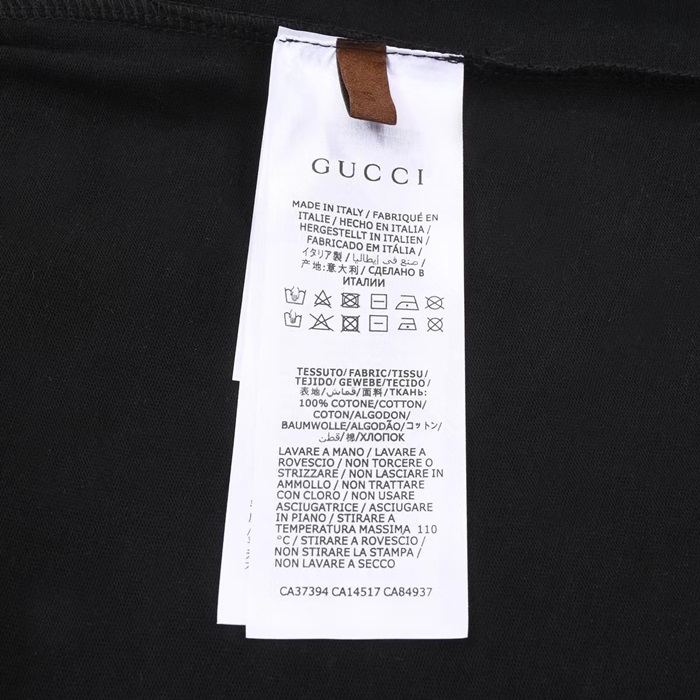 GUCCI
MADE IN ITALY / FABRIQUÉ EN
ITALIE / HECHO EN ITALIA /
HERGESTELLT IN ITALIEN /
FABRICADO EM ITÁLIA /
イタリア製 / صنع في إيطاليا /
产地:意大利 / СДЕЛАНО В
ИТАЛИИ
TESSUTO/FABRIC/TISSU/
TEJIDO/ GEWEBE/TECIDO/
表地/قماش/面料/ТКАНЬ:
100% COTONE/COTTON/
COTON/ALGODON/
BAUMWOLLE/ALGODÃO/コットン/
قطن/棉/ХЛОПОК
LAVARE A MANO / LAVARE A
ROVESCIO / NON TORCERE O
STRIZZARE / NON LASCIARE IN
AMMOLLO / NON TRATTARE
CON CLORO / NON USARE
ASCIUGATRICE / ASCIUGARE
IN PIANO / STIRARE A
TEMPERATURA MASSIMA 110
°C / STIRARE A ROVESCIO /
NON STIRARE LA STAMPA /
NON LAVARE A SECCO
CA37394 CA14517 CA84937